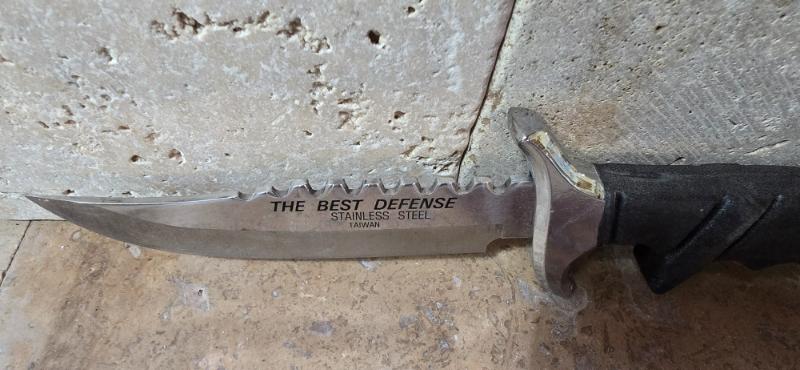 THE BEST DEFENSE
STAINLESS STEEL
TAIWAN